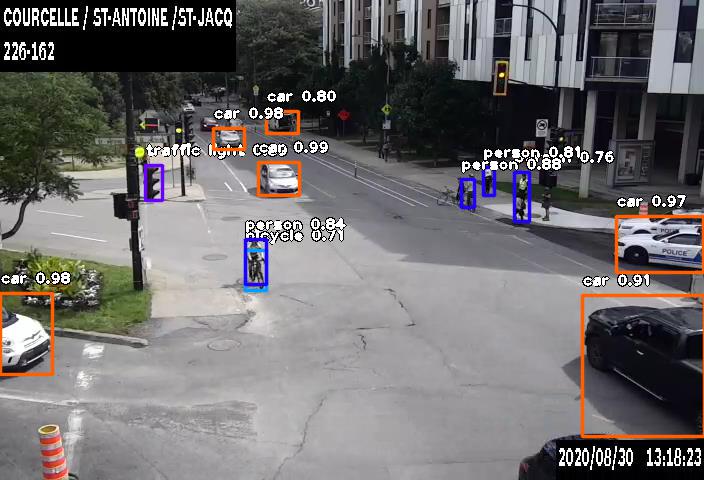 COURCELLE / ST-ANTOINE /ST-JACQ
226-162
car 0.80
car 0.98
car 0.99
traffic light
person 0.81
person 0.88
0.76
car 0.97
POLICE
person 0.84
bicycle 0.71
car 0.98
car 0.91
2020/08/30 13:18:23